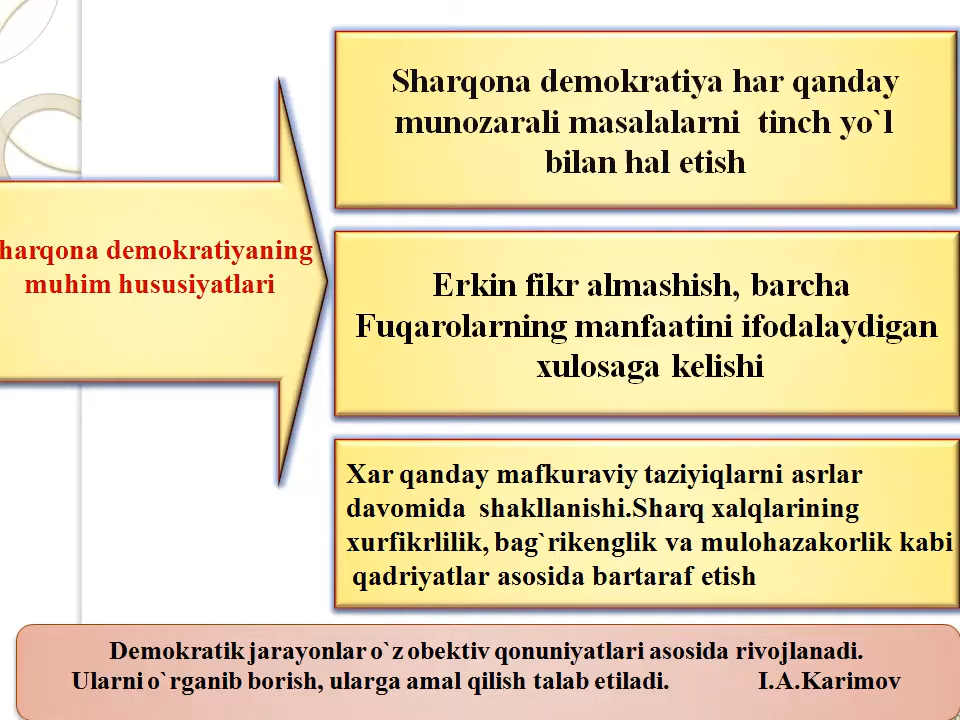 Sharqona demokratiya har qanday
munozarali masalalarni tinch yo`l
bilan hal etish
harqona demokratiyaning
muhim hususiyatlari
Erkin fikr almashish, barcha
Fuqarolarning manfaatini ifodalaydigan
xulosaga kelishi
Xar qanday mafkuraviy taziyiqlarni asrlar
davomida shakllanishi.Sharq xalqlarining
xurfikrlilik, bag`rikenglik va mulohazakorlik kabi
qadriyatlar asosida bartaraf etish
Demokratik jarayonlar o`z obektiv qonuniyatlari asosida rivojlanadi.
Ularni o`rganib borish, ularga amal qilish talab etiladi. I.A.Karimov